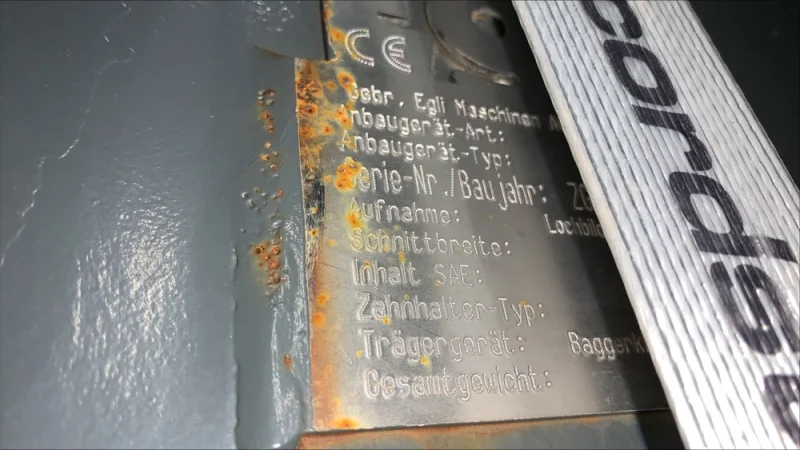 CE
Gebr. Egli Maschinen
Anbaugerät-Art:
Anbaugerät-Typ:
Serie-Nr./Baujahr:
Aufnahme:
Schnittbreite:
Inhalt SAE:
Zahnhalter-Typ:
Trägergerät:
Gesamtgewicht:
cords